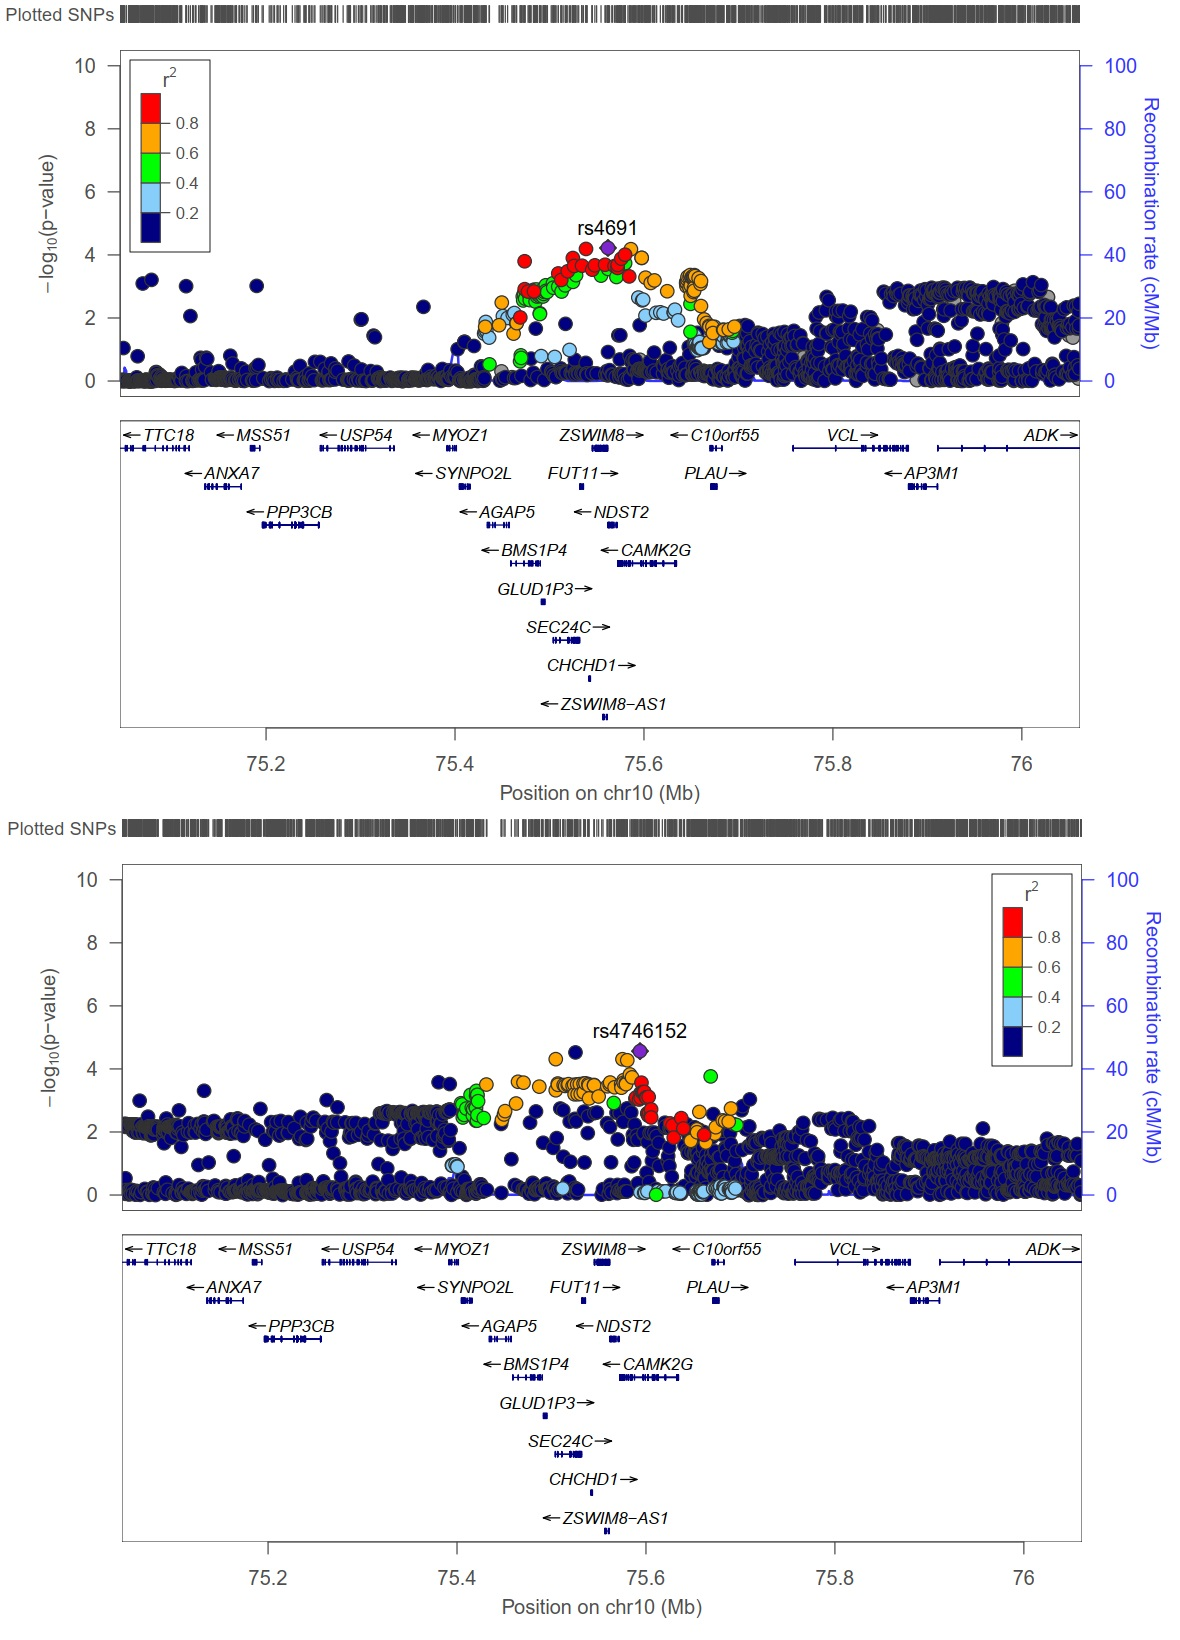 Plotted SNPs
10
8
6
4
2
0
−log10(p−value)
r2
0.8
0.6
0.4
0.2
rs4691
100
80
60
40
20
0
Recombination rate (cM/Mb)
←TTC18 ←MSS51 ←USP54 ←MYOZ1 ZSWIM8→ ←C10orf55 VCL→ ADK→
←ANXA7 ←SYNPO2L FUT11→ PLAU→ ←AP3M1
←PPP3CB ←AGAP5 ←NDST2
←BMS1P4 ←CAMK2G
GLUD1P3→
SEC24C→
CHCHD1→
←ZSWIM8−AS1
75.2 75.4 75.6 75.8 76
Position on chr10 (Mb)
Plotted SNPs
10
8
6
4
2
0
−log10(p−value)
rs4746152
r2
0.8
0.6
0.4
0.2
100
80
60
40
20
0
Recombination rate (cM/Mb)
←TTC18 ←MSS51 ←USP54 ←MYOZ1 ZSWIM8→ ←C10orf55 VCL→ ADK→
←ANXA7 ←SYNPO2L FUT11→ PLAU→ ←AP3M1
←PPP3CB ←AGAP5 ←NDST2
←BMS1P4 ←CAMK2G
GLUD1P3→
SEC24C→
CHCHD1→
←ZSWIM8−AS1
75.2 75.4 75.6 75.8 76
Position on chr10 (Mb)